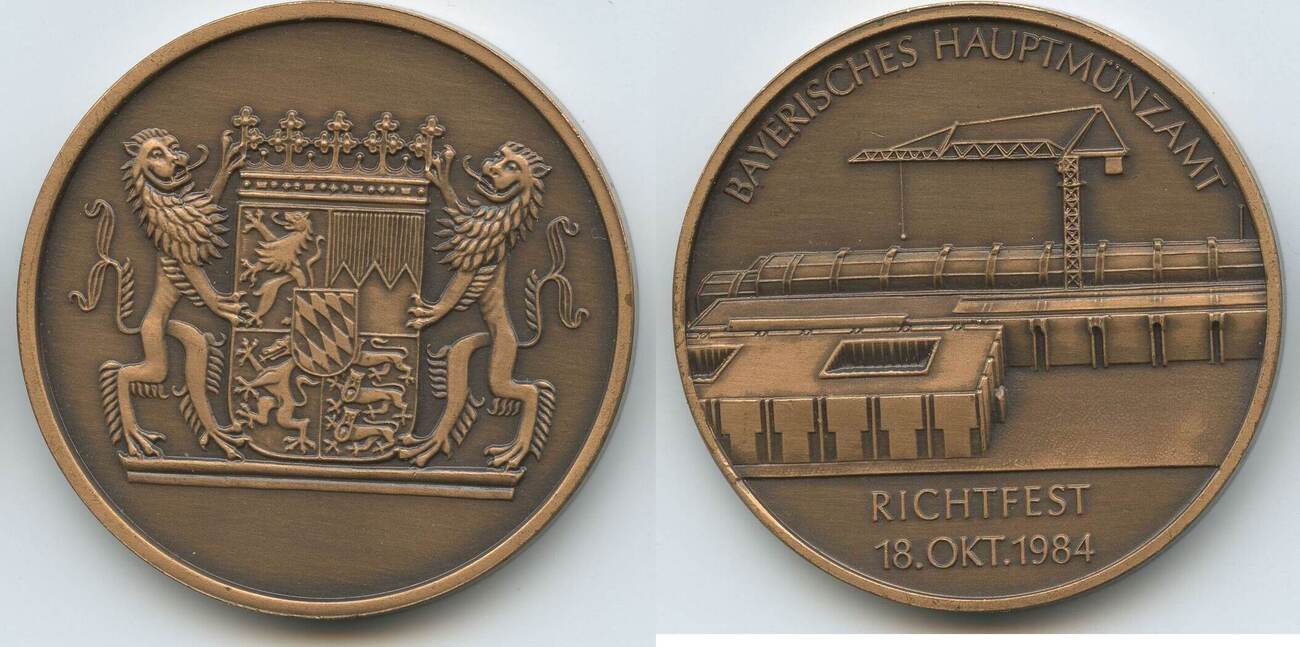 BAYERISCHES HAUPTMÜNZAMT
RICHTFEST
18. OKT. 1984